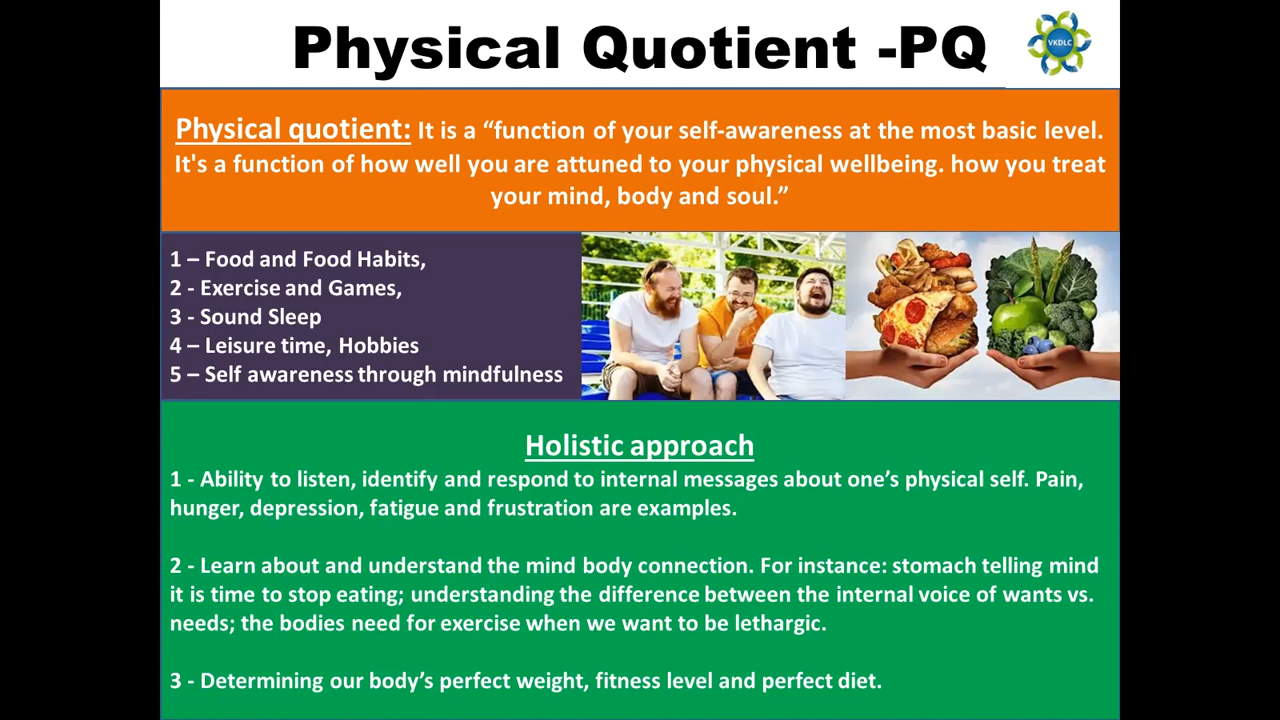 Physical Quotient -PQ
VKDLC
Physical quotient: It is a “function of your self-awareness at the most basic level.
It's a function of how well you are attuned to your physical wellbeing. how you treat
your mind, body and soul.”
1 – Food and Food Habits,
2 - Exercise and Games,
3 - Sound Sleep
4 – Leisure time, Hobbies
5 – Self awareness through mindfulness
Holistic approach
1 - Ability to listen, identify and respond to internal messages about one’s physical self. Pain,
hunger, depression, fatigue and frustration are examples.
2 - Learn about and understand the mind body connection. For instance: stomach telling mind
it is time to stop eating; understanding the difference between the internal voice of wants vs.
needs; the bodies need for exercise when we want to be lethargic.
3 - Determining our body’s perfect weight, fitness level and perfect diet.